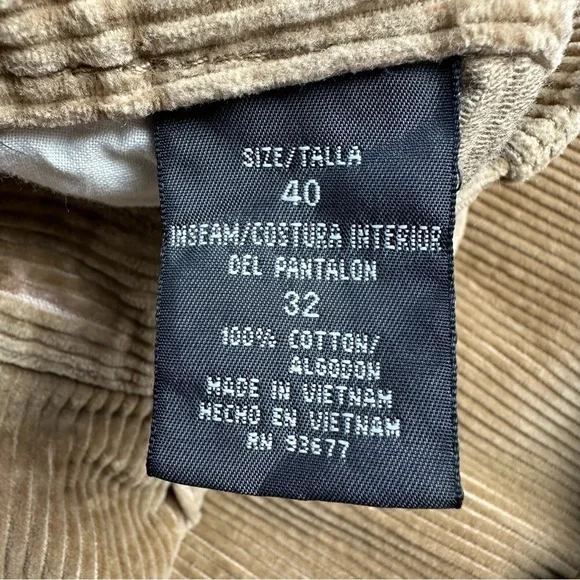 SIZE/TALLA
40
INSEAM/COSTURA INTERIOR
DEL PANTALON
32
100% COTTON/
ALGODON
MADE IN VIETNAM
HECHO EN VIETNAM
RN 93677